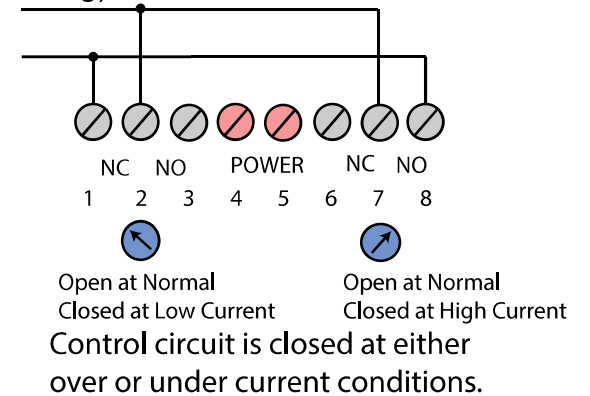 NC NO POWER NC NO
1 2 3 4 5 6 7 8
Open at Normal Open at Normal
Closed at Low Current Closed at High Current
Control circuit is closed at either
over or under current conditions.